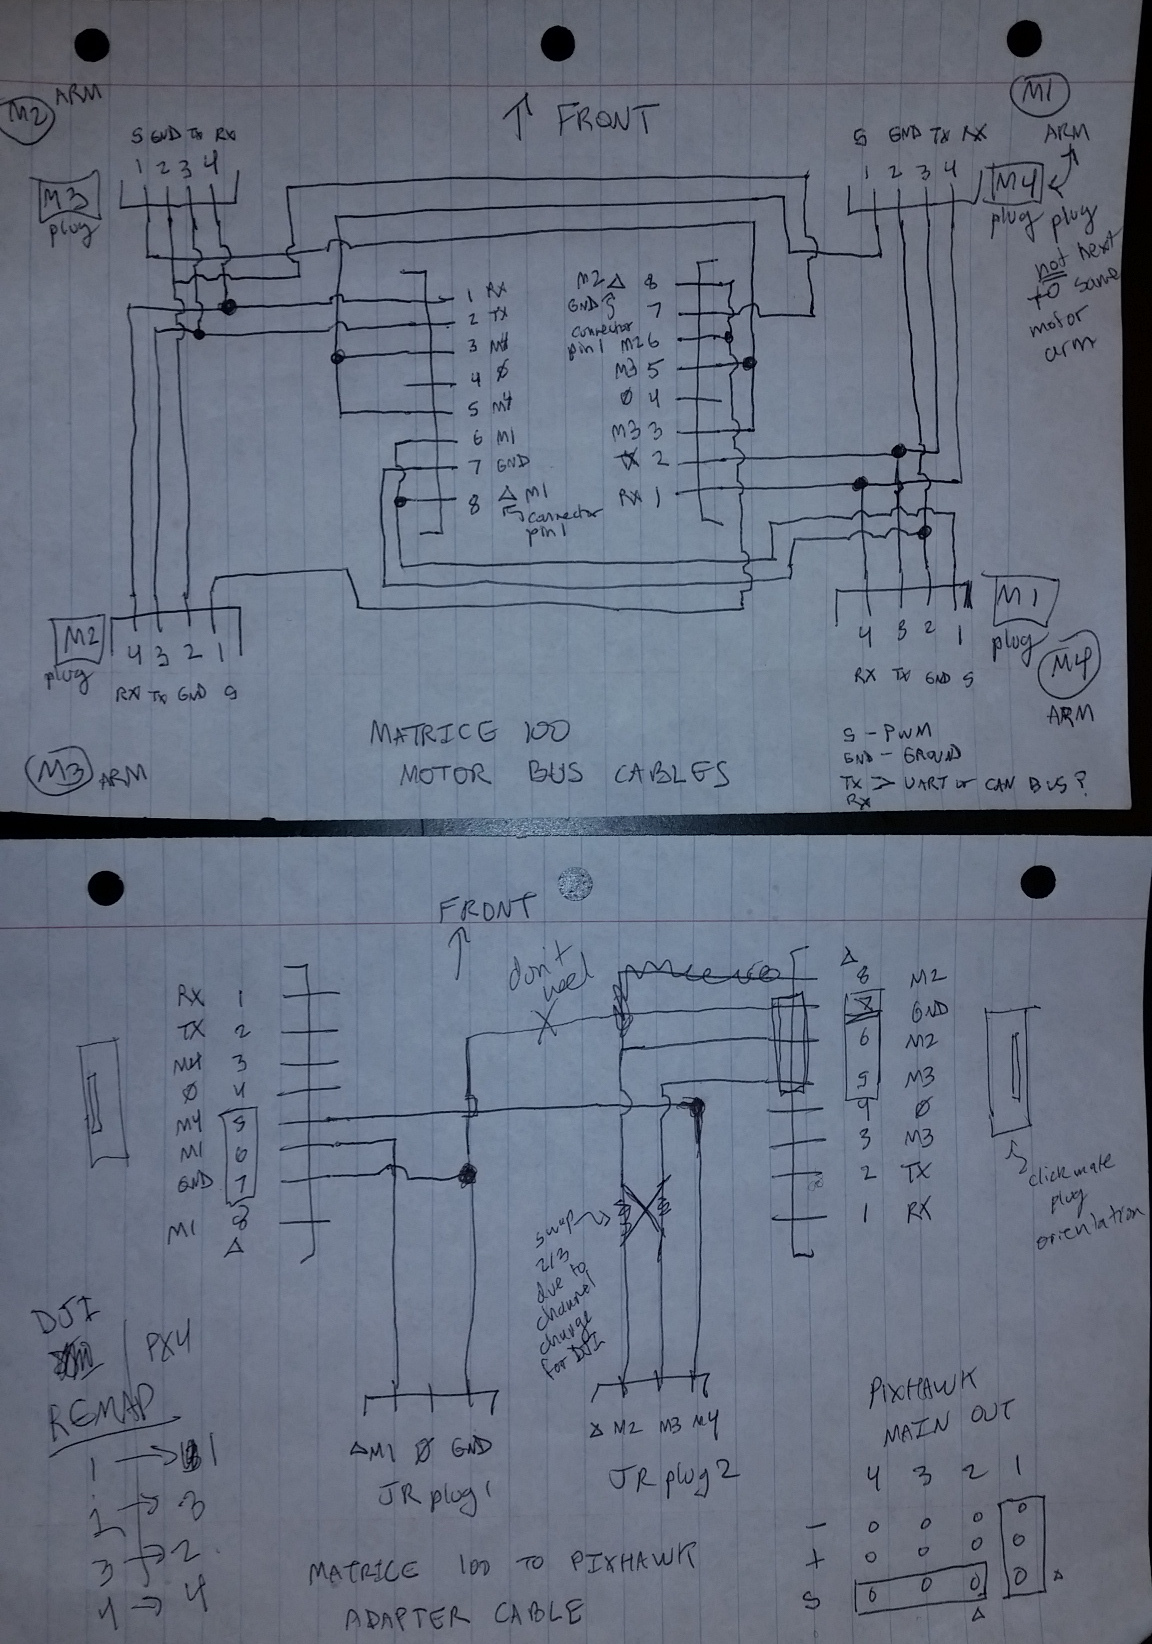 M2 ARM
↑ FRONT
M1
ARM
S GND TX RX
1 2 3 4
M3
plug
S GND TX RX
1 2 3 4
M4
plug
plug
not next
to same
motor
arm
1 RX
2 TX
3 M4
4 Ø
5 M4
6 M1
7 GND
8 Δ M1
connector
pin 1
M2 Δ 8
GND 7
connector
pin 1 M2 6
M3 5
Ø 4
M3 3
TX 2
RX 1
M2
plug
4 3 2 1
RX TX GND S
M3 ARM
4 3 2 1
RX TX GND S
M1
plug
M4
ARM
MATRICE 100
MOTOR BUS CABLES
S - PWM
GND - GROUND
TX > UART or CAN BUS?
RX
FRONT
↑
don't
need
RX 1
TX 2
M4 3
Ø 4
M4 5
M1 6
GND 7
M1 8
Δ
Δ
8 M2
7 GND
6 M2
5 M3
4 Ø
3 M3
2 TX
1 RX
clickmate
plug
orientation
swap
2/3
due to
channel
change
for DJI
DJI | PX4
REMAP
1 → 1
2 → 3
3 → 2
4 → 4
Δ M1 Ø GND
JR plug 1
Δ M2 M3 M4
JR plug 2
PIXHAWK
MAIN OUT
4 3 2 1
- o o o o
+ o o o o
S o o o o Δ
Δ
MATRICE 100 TO PIXHAWK
ADAPTER CABLE